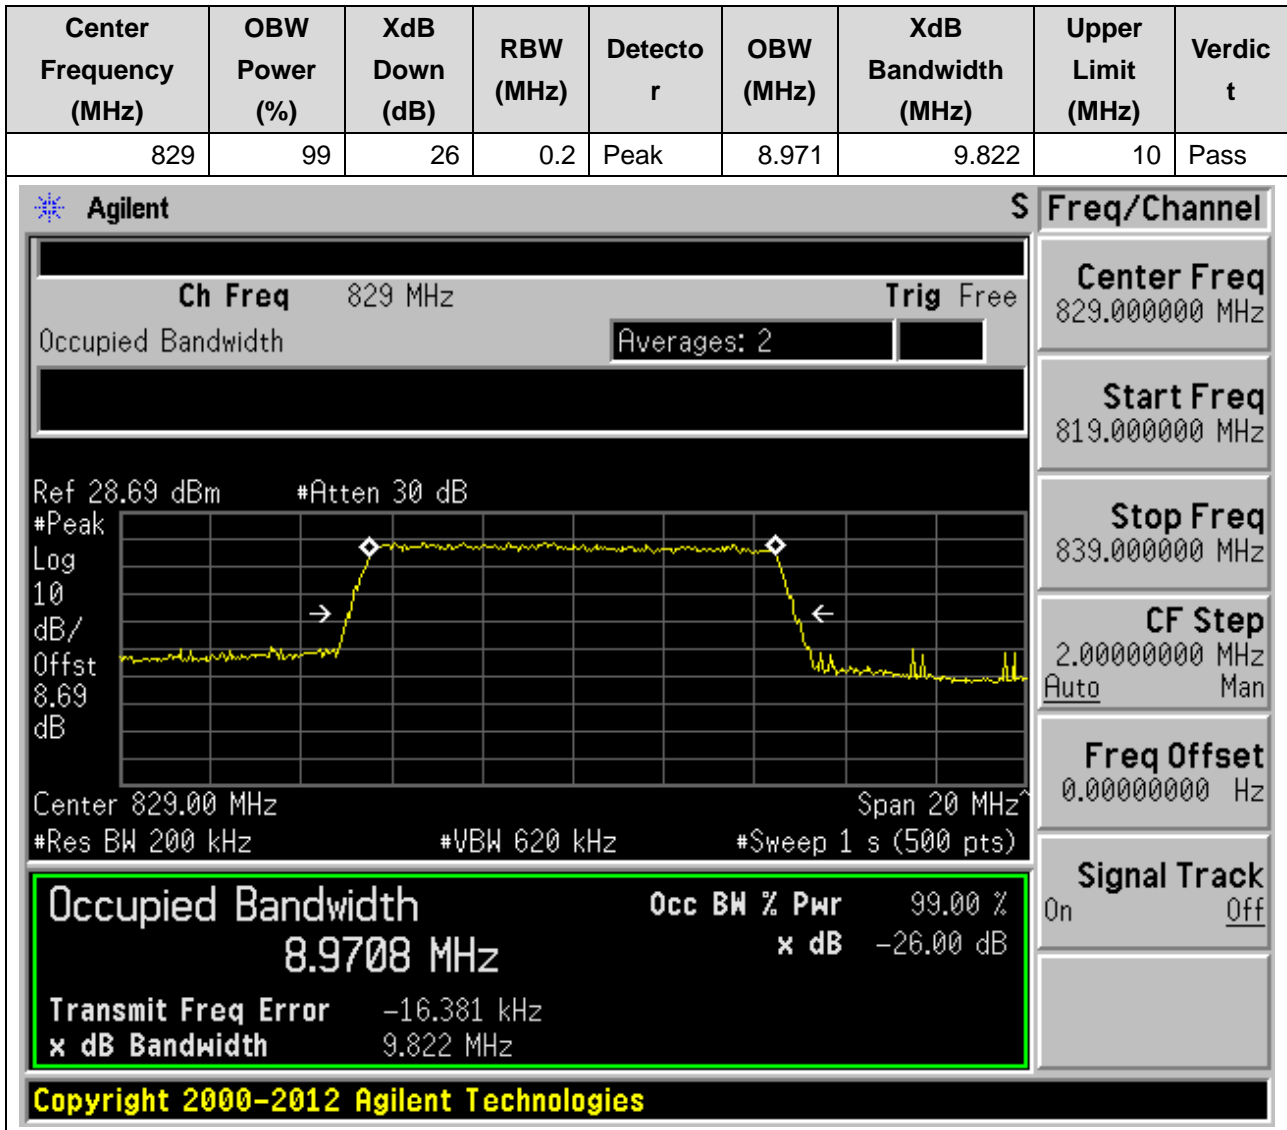 Center Frequency (MHz) OBW Power (%) XdB Down (dB) RBW (MHz) Detecto r OBW (MHz) XdB Bandwidth (MHz) Upper Limit (MHz) Verdic t
829 99 26 0.2 Peak 8.971 9.822 10 Pass
Agilent S Freq/Channel
Ch Freq 829 MHz Trig Free
Occupied Bandwidth Averages: 2
Center Freq
829.000000 MHz
Start Freq
819.000000 MHz
Stop Freq
839.000000 MHz
CF Step
2.00000000 MHz
Auto Man
Freq Offset
0.00000000 Hz
Signal Track
On Off
Ref 28.69 dBm #Atten 30 dB
#Peak
Log
10
dB/
Offst
8.69
dB
Center 829.00 MHz Span 20 MHz^
#Res BW 200 kHz #VBW 620 kHz #Sweep 1 s (500 pts)
Occupied Bandwidth Occ BW % Pwr 99.00 %
8.9708 MHz x dB -26.00 dB
Transmit Freq Error -16.381 kHz
x dB Bandwidth 9.822 MHz
Copyright 2000-2012 Agilent Technologies